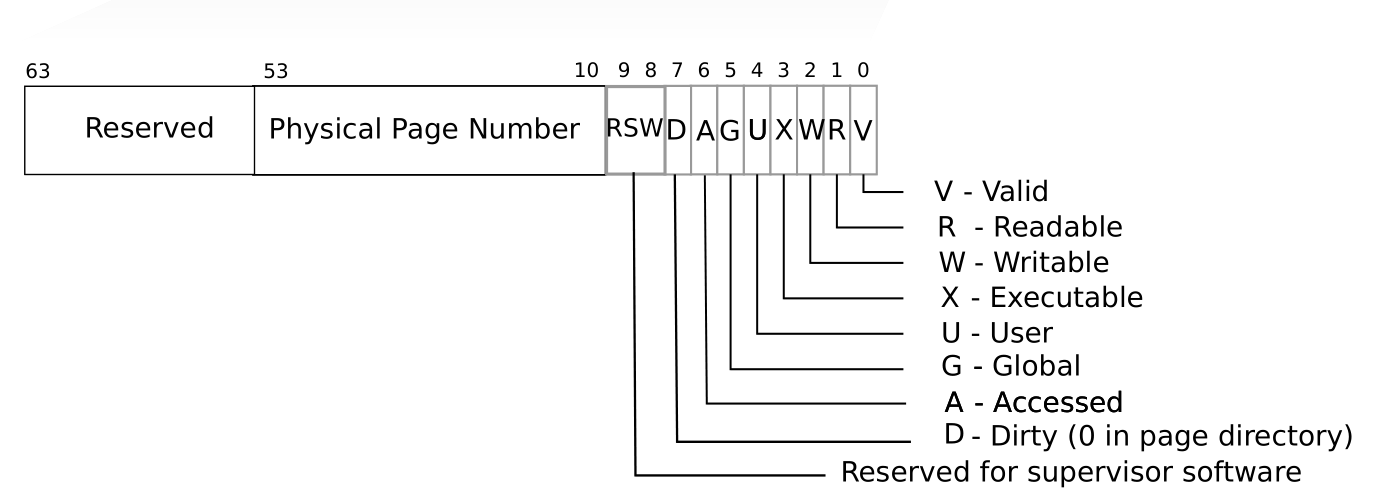 63 53 10 9 8 7 6 5 4 3 2 1 0
Reserved Physical Page Number RSW D A G U X W R V
V - Valid
R - Readable
W - Writable
X - Executable
U - User
G - Global
A - Accessed
D - Dirty (0 in page directory)
Reserved for supervisor software